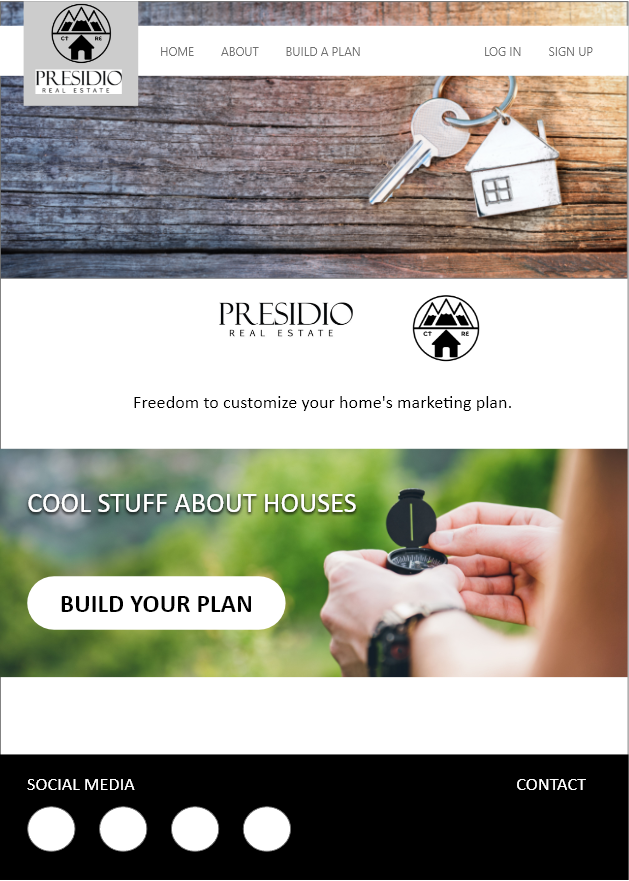 CT RE
PRESIDIO
REAL ESTATE
HOME ABOUT BUILD A PLAN LOG IN SIGN UP
PRESIDIO
REAL ESTATE
CT RE
Freedom to customize your home's marketing plan.
COOL STUFF ABOUT HOUSES
BUILD YOUR PLAN
SOCIAL MEDIA CONTACT